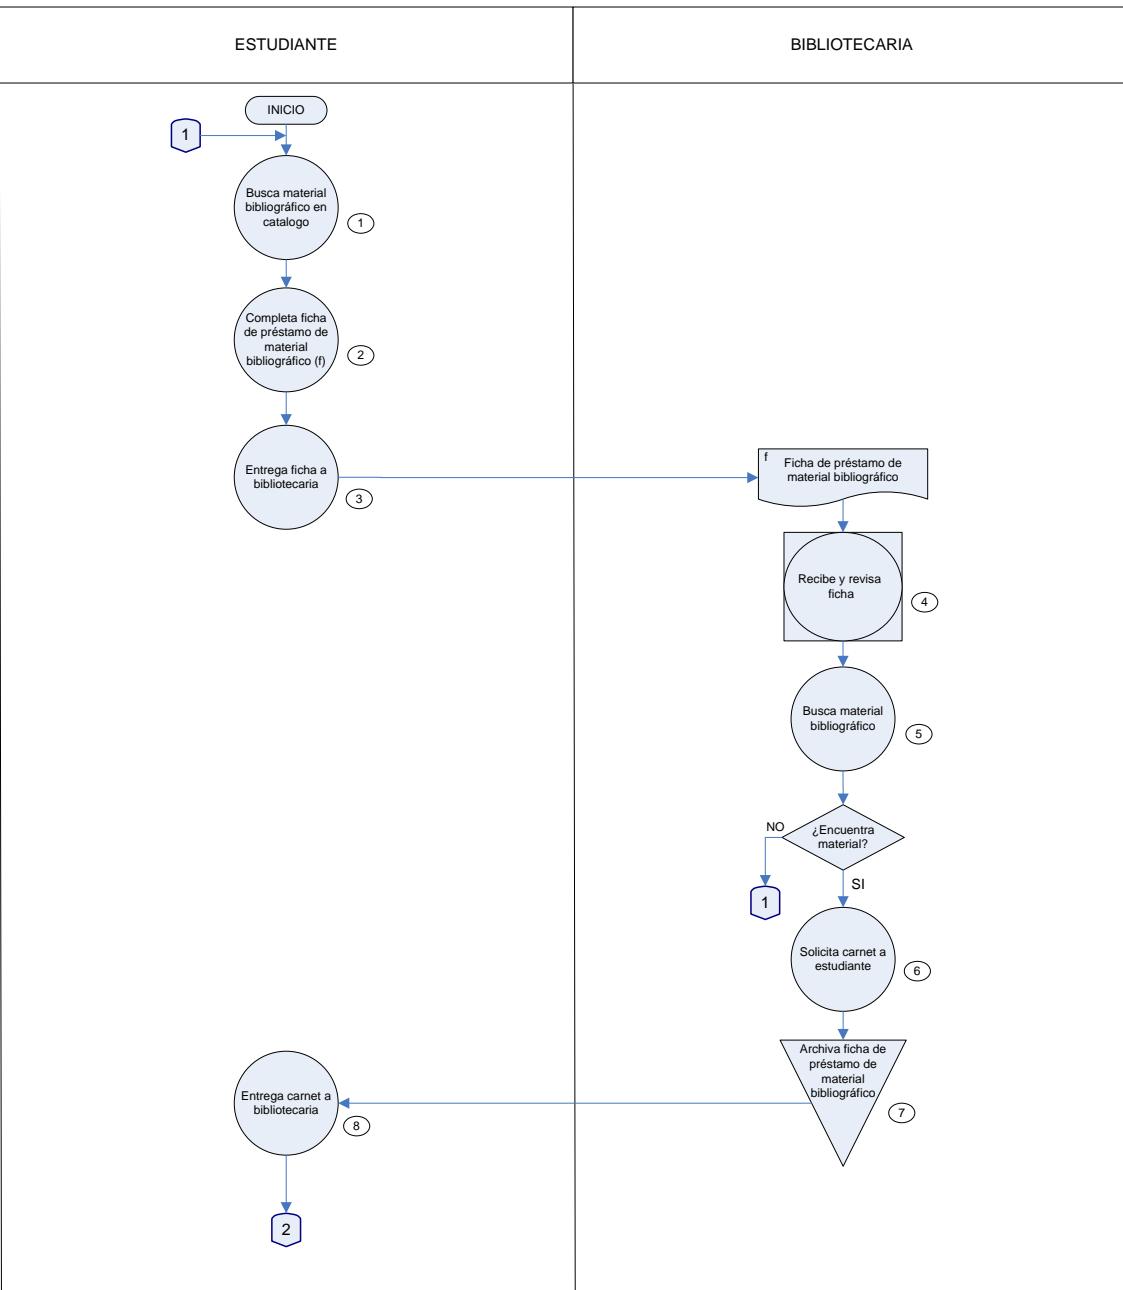 ESTUDIANTE
BIBLIOTECARIA
INICIO
1
Busca material
bibliográfico en
catalogo
1
Completa ficha
de préstamo de
material
bibliográfico (f)
2
Entrega ficha a
bibliotecaria
3
f
Ficha de préstamo de
material bibliográfico
Recibe y revisa
ficha
4
Busca material
bibliográfico
5
¿Encuentra
material?
NO
1
SI
Solicita carnet a
estudiante
6
Archiva ficha de
préstamo de
material
bibliográfico
7
Entrega carnet a
bibliotecaria
8
2